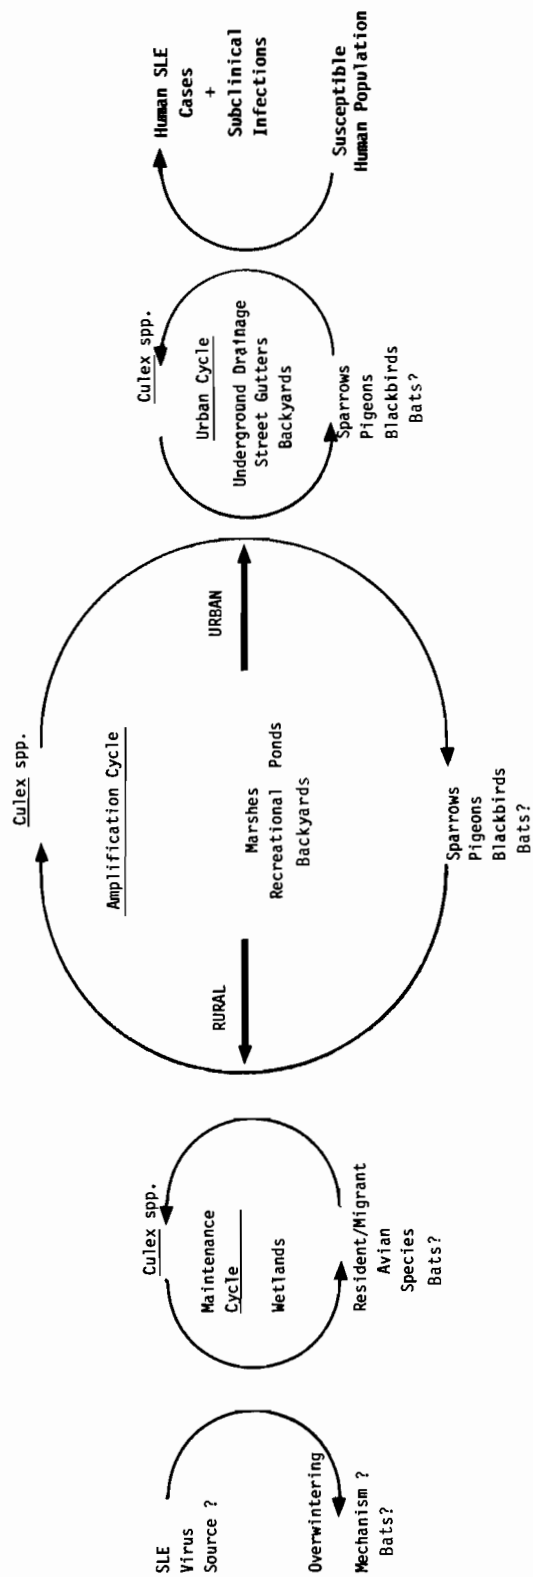 SLE
Virus
Source ?
Overwintering
Mechanism ?
Bats?
Culex spp.
Maintenance
Cycle
Wetlands
Resident/Migrant
Avian
Species
Bats?
Culex spp.
Amplification Cycle
RURAL
URBAN
Marshes
Recreational Ponds
Backyards
Sparrows
Pigeons
Blackbirds
Bats?
Culex spp.
Urban Cycle
Underground Drainage
Street Gutters
Backyards
Sparrows
Pigeons
Blackbirds
Bats?
Human SLE
Cases
+
Subclinical
Infections
Susceptible
Human Population